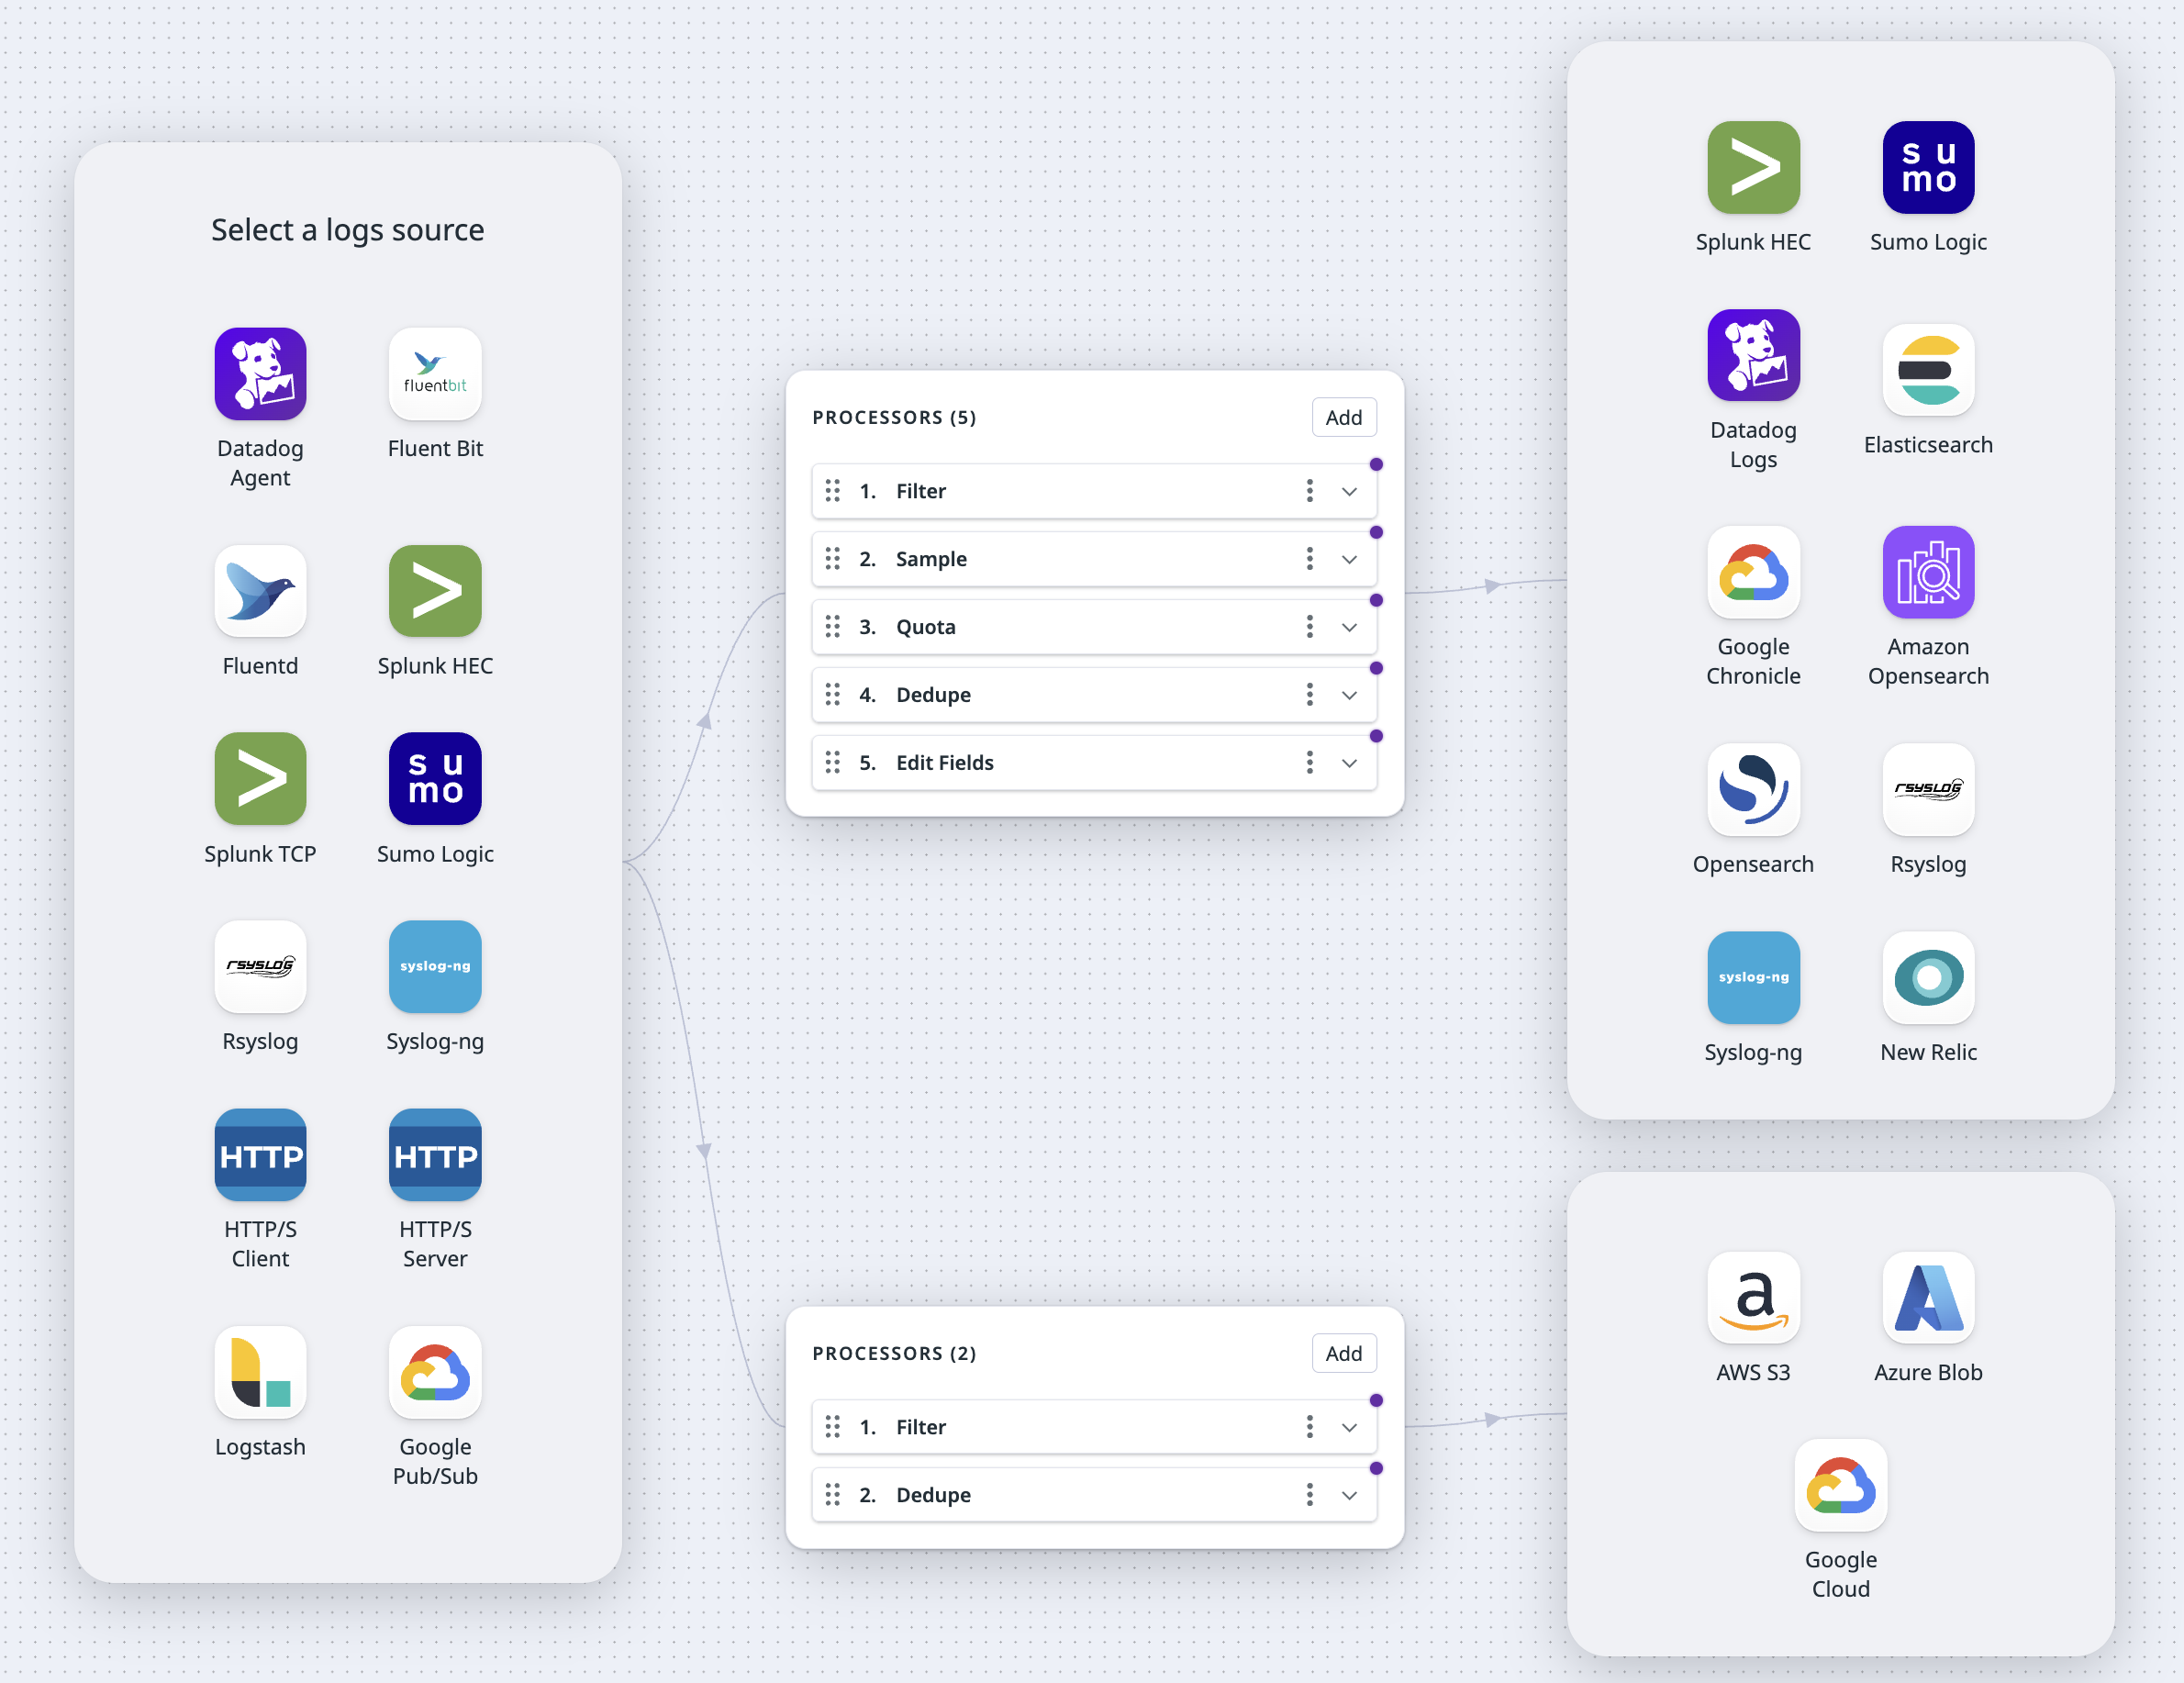 Select a logs source
fluentbit
Datadog
Agent
Fluent Bit
Fluentd
Splunk HEC
su
mo
Splunk TCP
Sumo Logic
rsyslog
syslog-ng
Rsyslog
Syslog-ng
HTTP
HTTP
HTTP/S
Client
HTTP/S
Server
Logstash
Google
Pub/Sub
PROCESSORS (5)
Add
1. Filter
2. Sample
3. Quota
4. Dedupe
5. Edit Fields
PROCESSORS (2)
Add
1. Filter
2. Dedupe
su
mo
Splunk HEC
Sumo Logic
Datadog
Logs
Elasticsearch
Google
Chronicle
Amazon
Opensearch
rsyslog
Opensearch
Rsyslog
syslog-ng
Syslog-ng
New Relic
a
AWS S3
Azure Blob
Google
Cloud